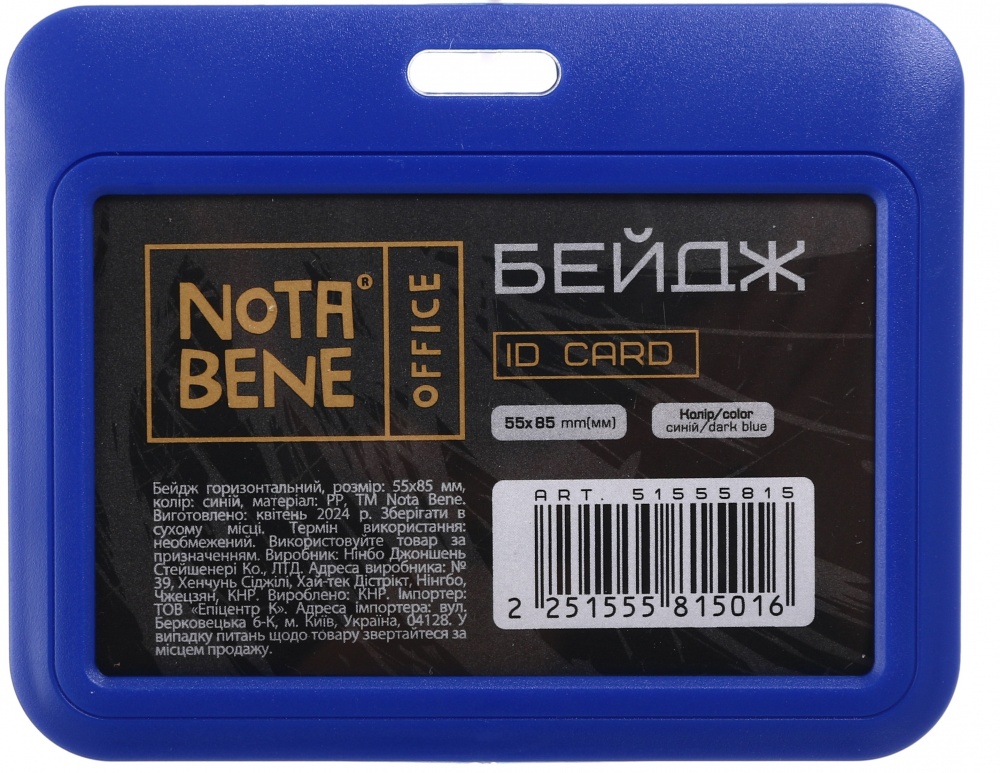 NOTA®
BENE
OFFICE
БЕЙДЖ
ID CARD
55x85 mm(мм)
Колір/color
синій/dark blue
Бейдж горизонтальний, розмір: 55x85 мм,
колір: синій, матеріал: PP, TM Nota Bene.
Виготовлено: квітень 2024 р. Зберігати в
сухому місці. Термін використання:
необмежений. Використовуйте товар за
призначенням. Виробник: Нінбо Джоншень
Стейшенері Ко., ЛТД. Адреса виробника: №
39, Хенчунь Сіджілі, Хай-тек Дістрікт, Нінгбо,
Чжецзян, КНР. Вироблено: КНР. Імпортер:
ТОВ «Епіцентр К». Адреса імпортера: вул.
Берковецька 6-К, м. Київ, Україна, 04128. У
випадку питань щодо товару звертайтеся за
місцем продажу.
ART. 51555815
2 251555 815016